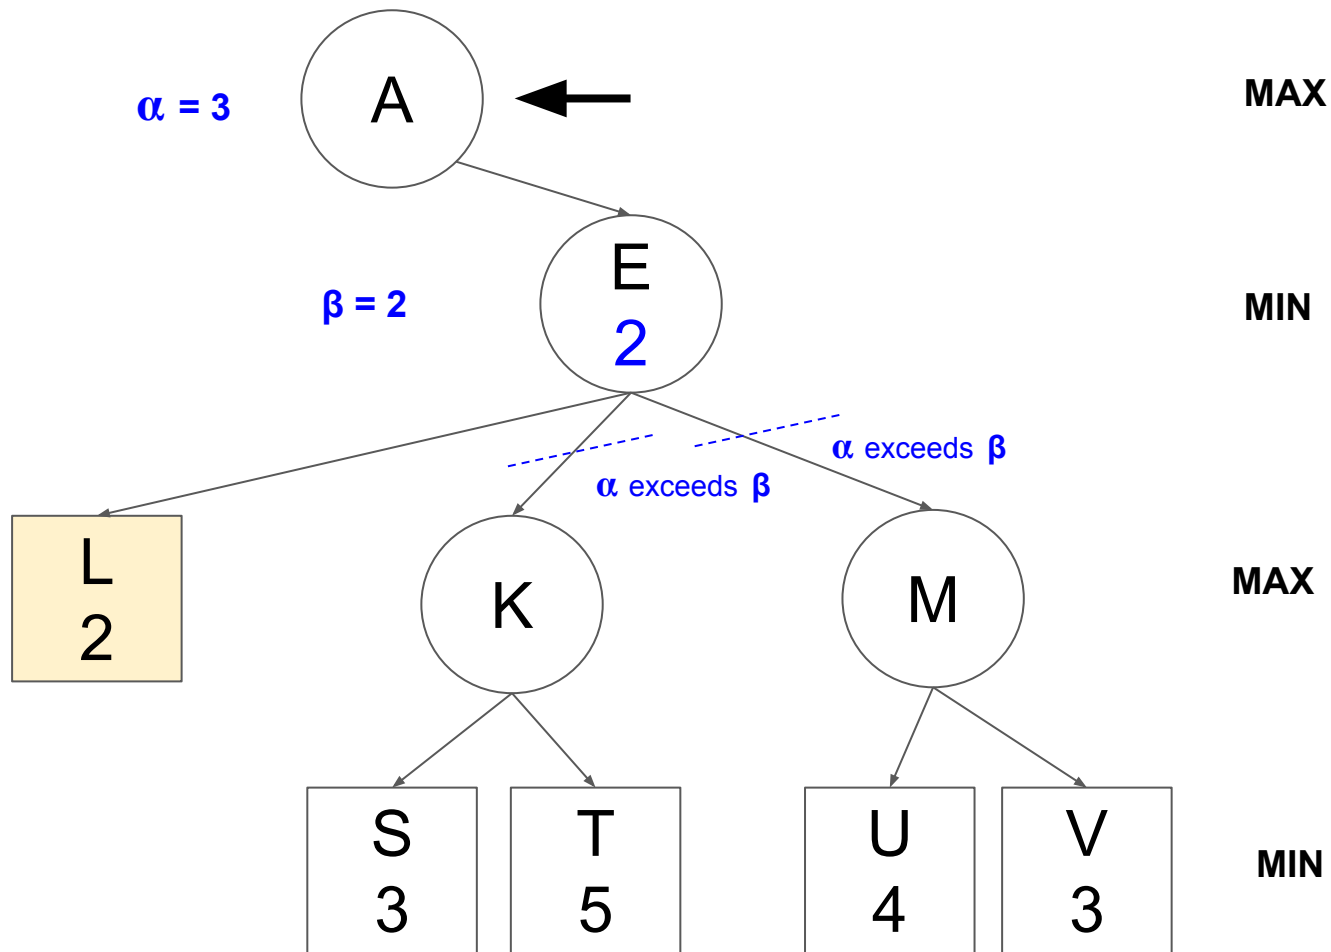 A
α = 3
MAX
E
2
β = 2
MIN
α exceeds β
α exceeds β
L
2
K
M
MAX
S
3
T
5
U
4
V
3
MIN